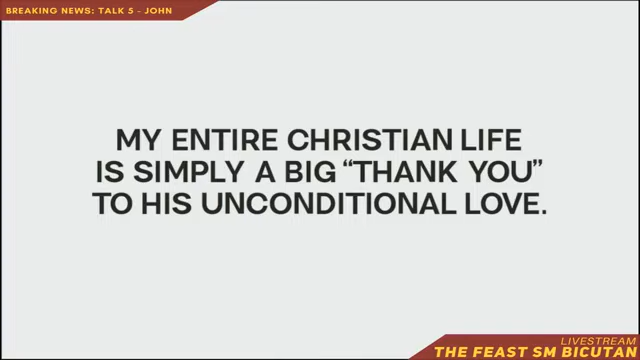 BREAKING NEWS: TALK 5 - JOHN
MY ENTIRE CHRISTIAN LIFE
IS SIMPLY A BIG “THANK YOU”
TO HIS UNCONDITIONAL LOVE.
LIVESTREAM
THE FEAST SM BICUTAN